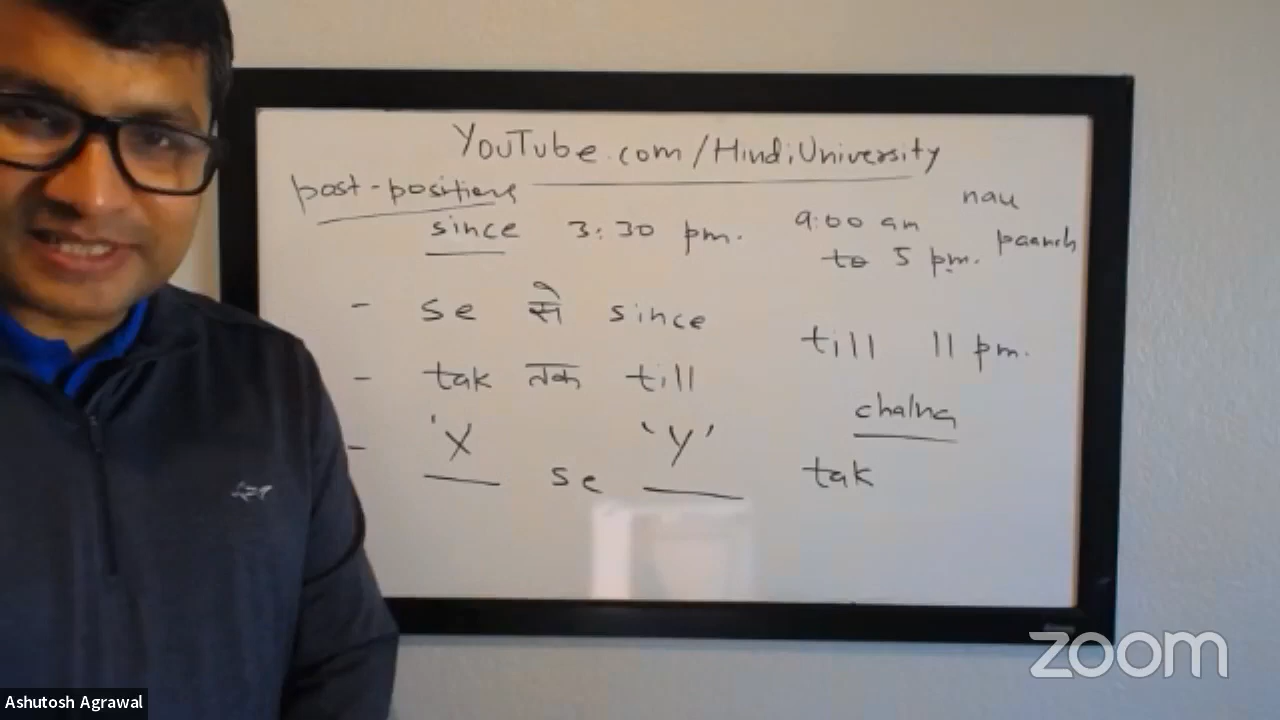 YouTube.com/HindiUniversity
post-positions
since 3:30 pm.
9:00 am nau
to 5 pm. paanch
- se से since
till 11 pm.
- tak तक till
chalna
- 'X' se 'Y' tak
zoom
Ashutosh Agrawal